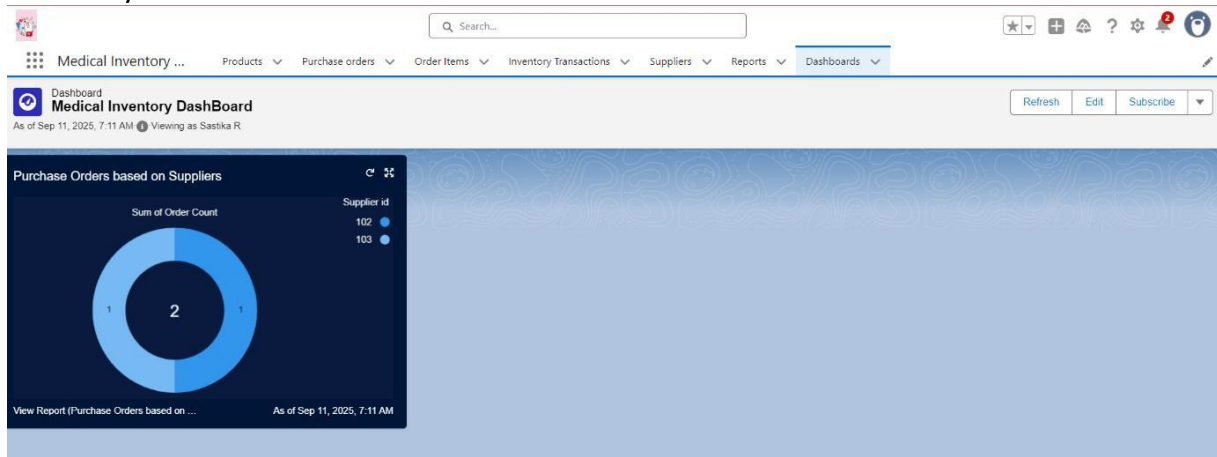 Search...
2
Medical Inventory ... Products Purchase orders Order Items Inventory Transactions Suppliers Reports Dashboards
Dashboard
Medical Inventory DashBoard
As of Sep 11, 2025, 7:11 AM Viewing as Sastika R
Refresh Edit Subscribe
Purchase Orders based on Suppliers
Sum of Order Count
Supplier id
102
103
1 2 1
View Report (Purchase Orders based on ... As of Sep 11, 2025, 7:11 AM